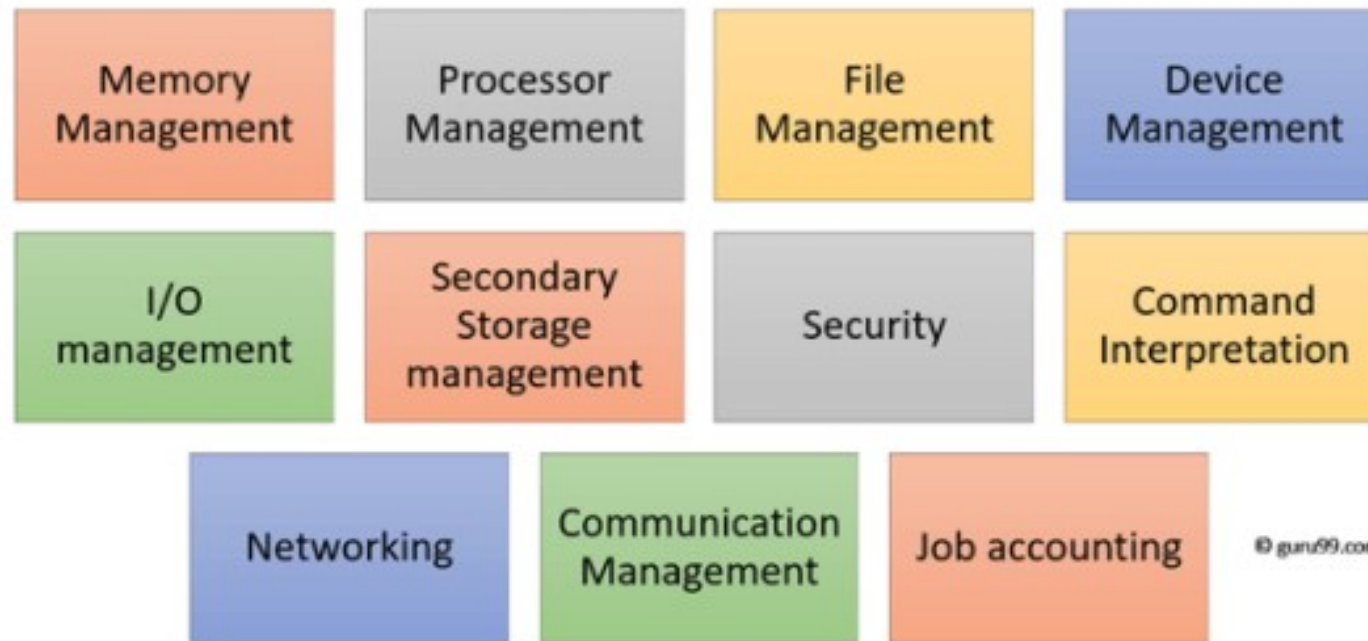 Memory
Management
Processor
Management
File
Management
Device
Management
I/O
management
Secondary
Storage
management
Security
Command
Interpretation
Networking
Communication
Management
Job accounting
© guru99.com